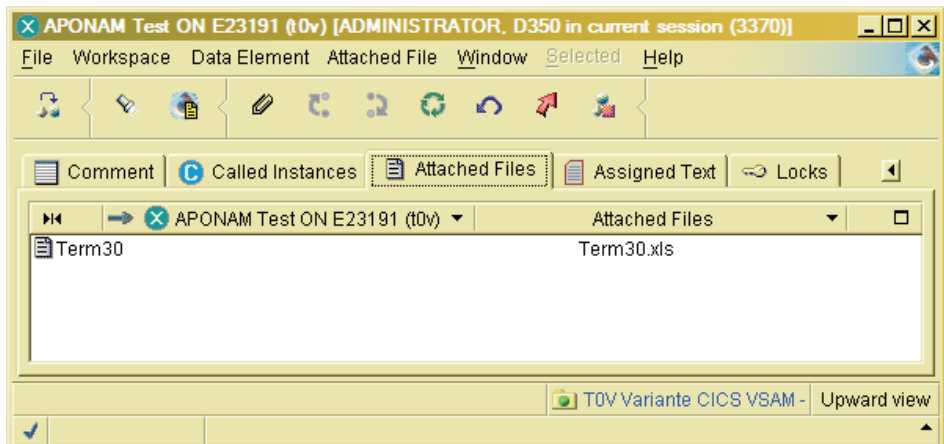 APONAM Test ON E23191 (t0v) [ADMINISTRATOR, D350 in current session (3370)]
File Workspace Data Element Attached File Window Selected Help
Comment Called Instances Attached Files Assigned Text Locks
APONAM Test ON E23191 (t0v) Attached Files
Term30 Term30.xls
T0V Variante CICS VSAM - Upward view